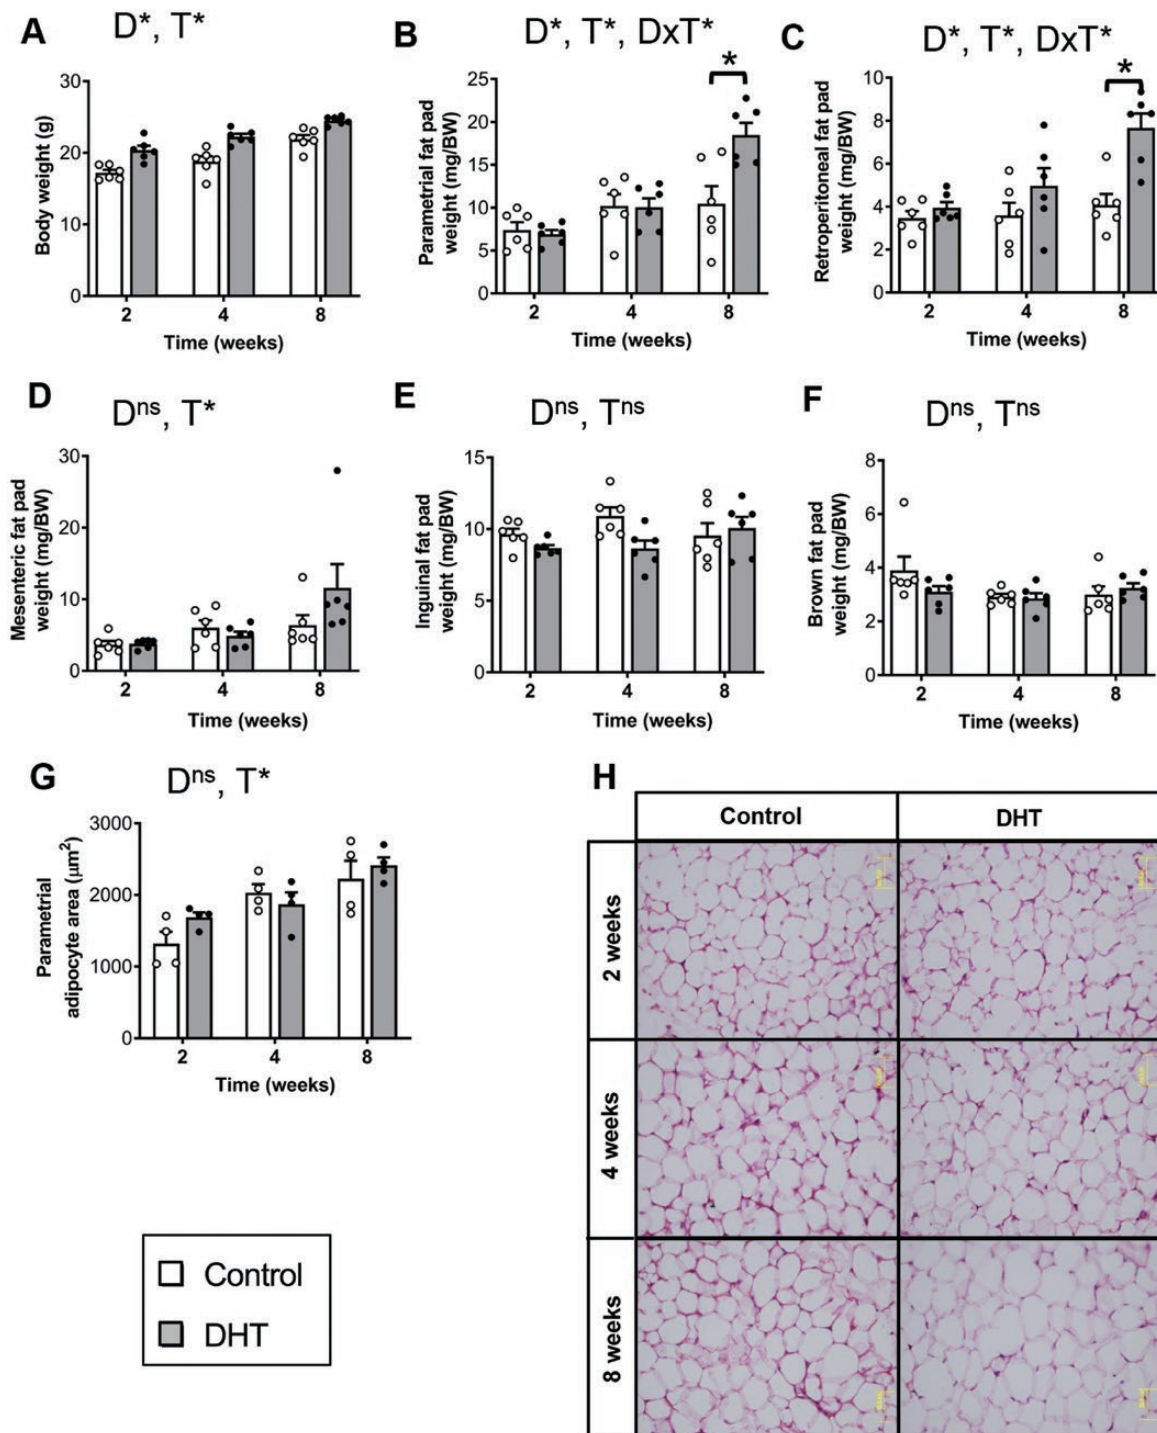 A
D*, T*
Body weight (g)
30
20
10
0
2
4
8
Time (weeks)
B
D*, T*, DxT*
*
Parametrial fat pad
weight (mg/BW)
25
20
15
10
5
0
2
4
8
Time (weeks)
C
D*, T*, DxT*
*
Retroperitoneal fat pad
weight (mg/BW)
10
8
6
4
2
0
2
4
8
Time (weeks)
D
Dns, T*
Mesenteric fat pad
weight (mg/BW)
30
20
10
0
2
4
8
Time (weeks)
E
Dns, Tns
Inguinal fat pad
weight (mg/BW)
15
10
5
0
2
4
8
Time (weeks)
F
Dns, Tns
Brown fat pad
weight (mg/BW)
8
6
4
2
0
2
4
8
Time (weeks)
G
Dns, T*
Parametrial
adipocyte area (μm²)
3000
2000
1000
0
2
4
8
Time (weeks)
Control
DHT
H
Control
DHT
2 weeks
4 weeks
8 weeks